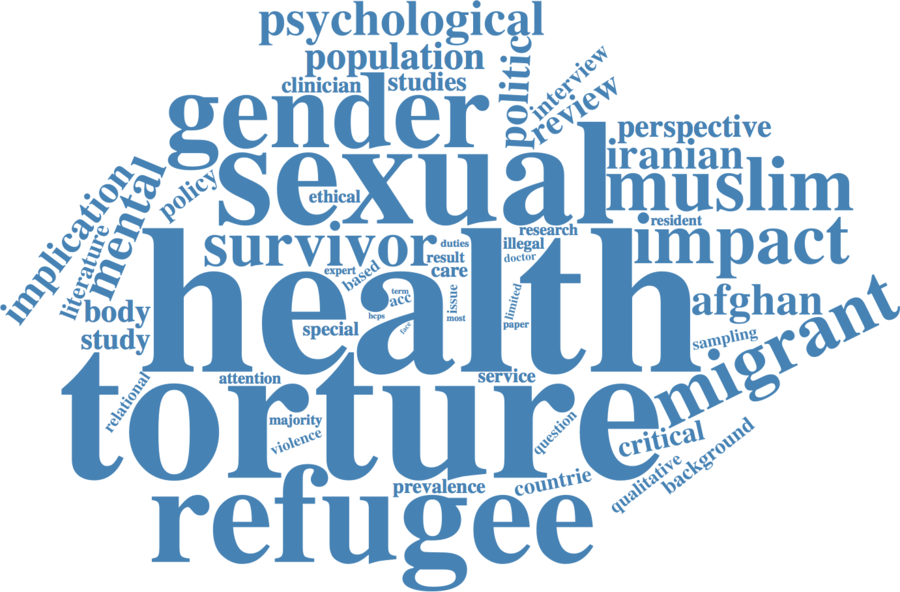 psychological
population
clinician
studies
politic
interview
review
gender
sexual
perspective
iranian
muslim
implication
literature
mental
policy
ethical
survivor
duties
research
illegal
doctor
resident
impact
result
expert
based
care
health
term
acc
hcps
face
issue
most
limited
paper
special
body
study
afghan
migrant
sampling
torture
relational
attention
service
majority
violence
question
critical
background
qualitative
countrie
prevalence
refugee